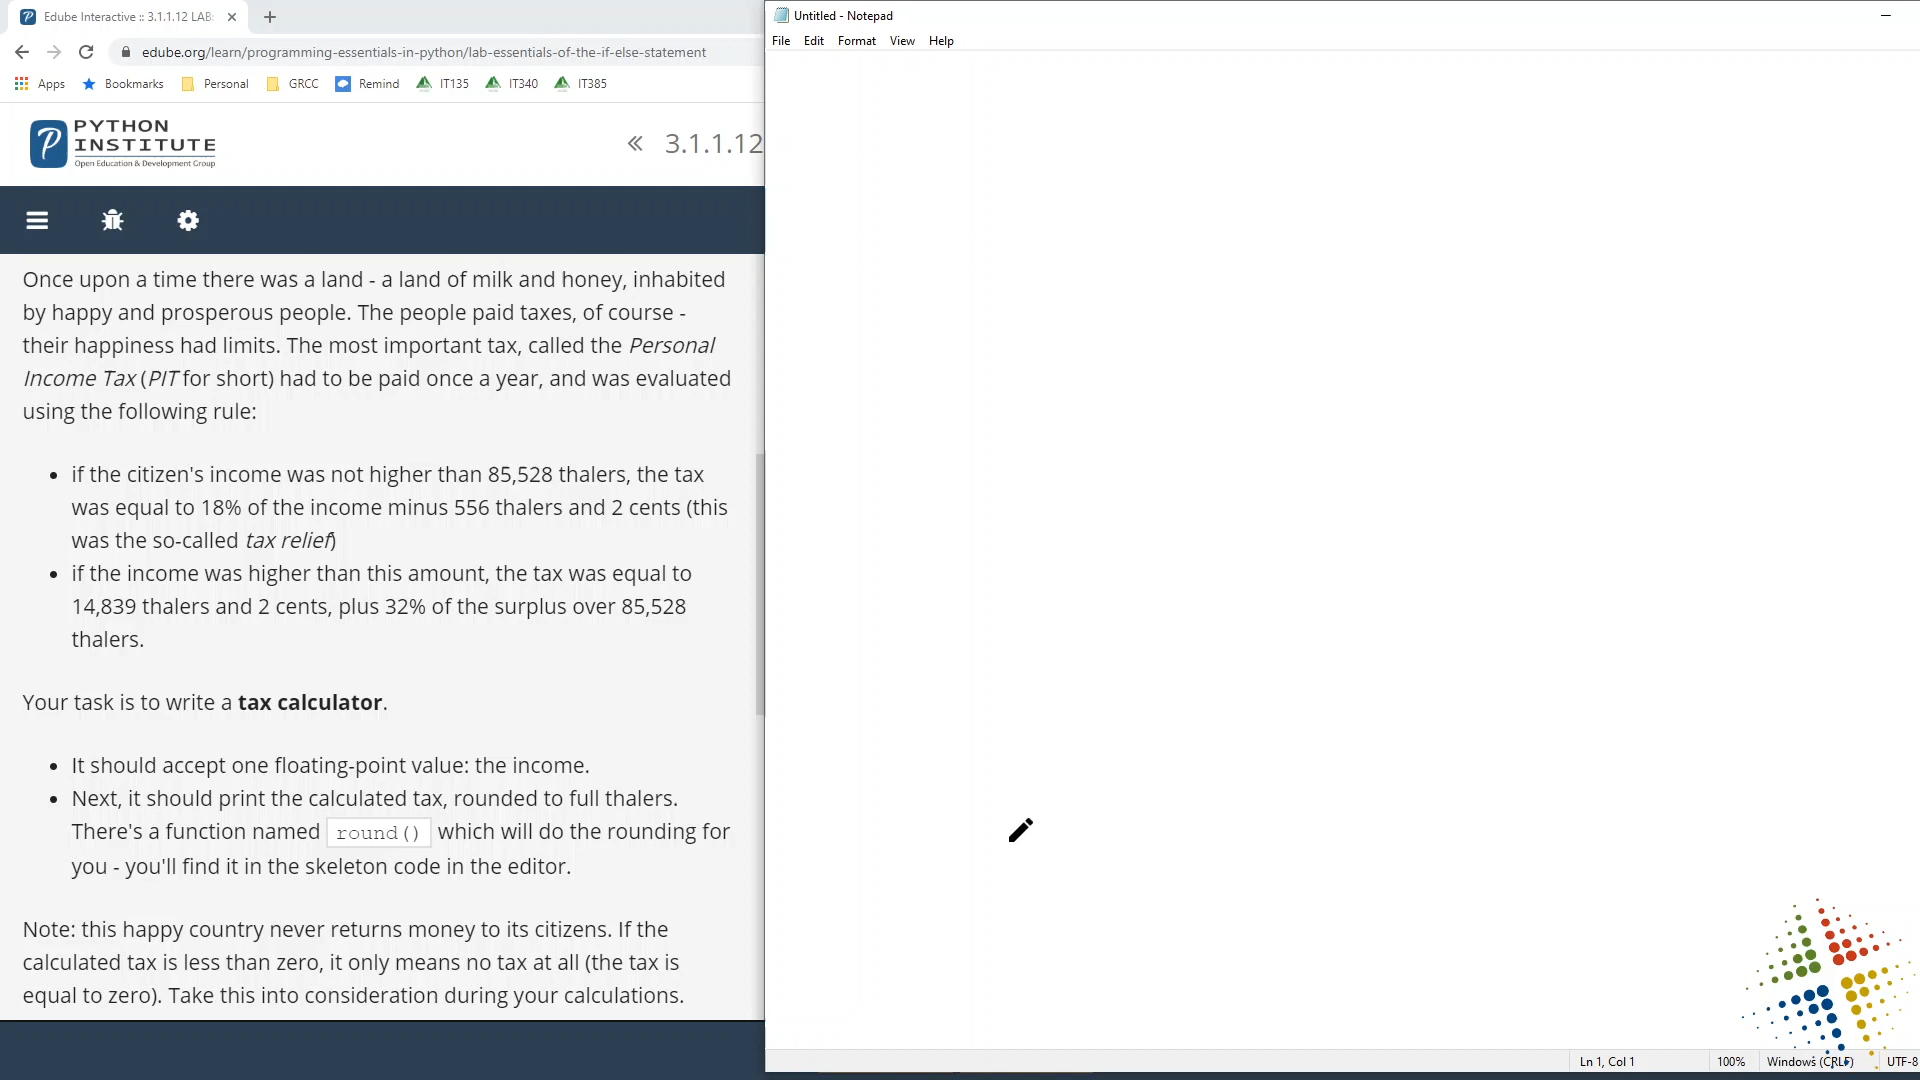 Edube Interactive :: 3.1.1.12 LAB:
edube.org/learn/programming-essentials-in-python/lab-essentials-of-the-if-else-statement
Apps Bookmarks Personal GRCC Remind IT135 IT340 IT385
PYTHON
INSTITUTE
Open Education & Development Group
« 3.1.1.12
Once upon a time there was a land - a land of milk and honey, inhabited
by happy and prosperous people. The people paid taxes, of course -
their happiness had limits. The most important tax, called the Personal
Income Tax (PIT for short) had to be paid once a year, and was evaluated
using the following rule:
• if the citizen's income was not higher than 85,528 thalers, the tax
was equal to 18% of the income minus 556 thalers and 2 cents (this
was the so-called tax relief)
• if the income was higher than this amount, the tax was equal to
14,839 thalers and 2 cents, plus 32% of the surplus over 85,528
thalers.
Your task is to write a tax calculator.
• It should accept one floating-point value: the income.
• Next, it should print the calculated tax, rounded to full thalers.
There's a function named round() which will do the rounding for
you - you'll find it in the skeleton code in the editor.
Note: this happy country never returns money to its citizens. If the
calculated tax is less than zero, it only means no tax at all (the tax is
equal to zero). Take this into consideration during your calculations.
Untitled - Notepad
File Edit Format View Help
Ln 1, Col 1 100% Windows (CRLF) UTF-8